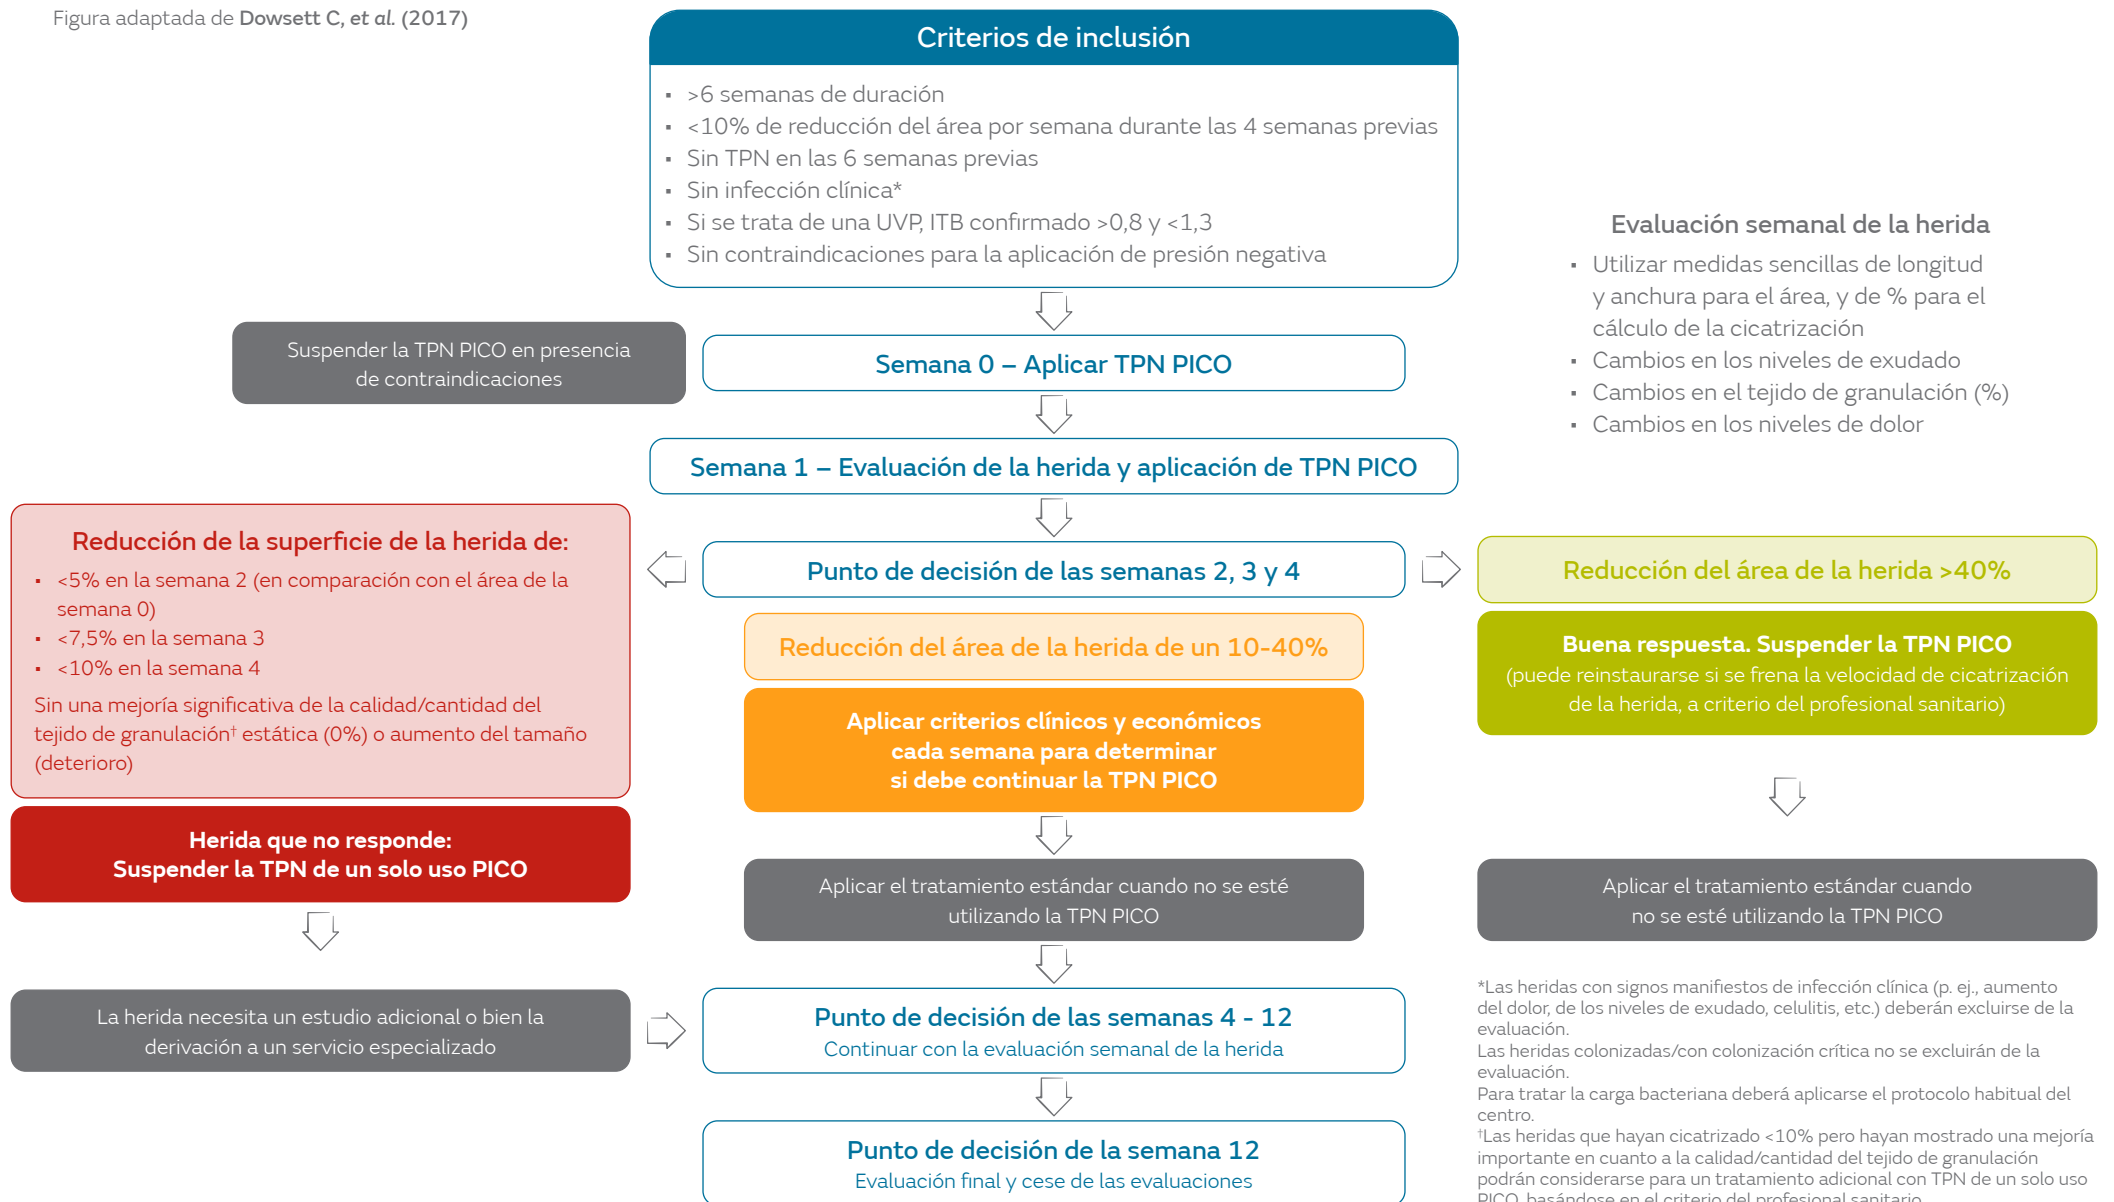 Figura adaptada de Dowsett C, et al. (2017)
Criterios de inclusión
▪ >6 semanas de duración
▪ <10% de reducción del área por semana durante las 4 semanas previas
▪ Sin TPN en las 6 semanas previas
▪ Sin infección clínica*
▪ Si se trata de una UVP, ITB confirmado >0,8 y <1,3
▪ Sin contraindicaciones para la aplicación de presión negativa
Evaluación semanal de la herida
▪ Utilizar medidas sencillas de longitud
y anchura para el área, y de % para el
cálculo de la cicatrización
▪ Cambios en los niveles de exudado
▪ Cambios en el tejido de granulación (%)
▪ Cambios en los niveles de dolor
Suspender la TPN PICO en presencia
de contraindicaciones
Semana 0 – Aplicar TPN PICO
Semana 1 – Evaluación de la herida y aplicación de TPN PICO
Reducción de la superficie de la herida de:
▪ <5% en la semana 2 (en comparación con el área de la
semana 0)
▪ <7,5% en la semana 3
▪ <10% en la semana 4
Sin una mejoría significativa de la calidad/cantidad del
tejido de granulación† estática (0%) o aumento del tamaño
(deterioro)
Herida que no responde:
Suspender la TPN de un solo uso PICO
La herida necesita un estudio adicional o bien la
derivación a un servicio especializado
Punto de decisión de las semanas 2, 3 y 4
Reducción del área de la herida de un 10-40%
Aplicar criterios clínicos y económicos
cada semana para determinar
si debe continuar la TPN PICO
Aplicar el tratamiento estándar cuando no se esté
utilizando la TPN PICO
Punto de decisión de las semanas 4 - 12
Continuar con la evaluación semanal de la herida
Punto de decisión de la semana 12
Evaluación final y cese de las evaluaciones
Reducción del área de la herida >40%
Buena respuesta. Suspender la TPN PICO
(puede reinstaurarse si se frena la velocidad de cicatrización
de la herida, a criterio del profesional sanitario)
Aplicar el tratamiento estándar cuando
no se esté utilizando la TPN PICO
*Las heridas con signos manifiestos de infección clínica (p. ej., aumento
del dolor, de los niveles de exudado, celulitis, etc.) deberán excluirse de la
evaluación.
Las heridas colonizadas/con colonización crítica no se excluirán de la
evaluación.
Para tratar la carga bacteriana deberá aplicarse el protocolo habitual del
centro.
†Las heridas que hayan cicatrizado <10% pero hayan mostrado una mejoría
importante en cuanto a la calidad/cantidad del tejido de granulación
podrán considerarse para un tratamiento adicional con TPN de un solo uso
PICO, basándose en el criterio del profesional sanitario